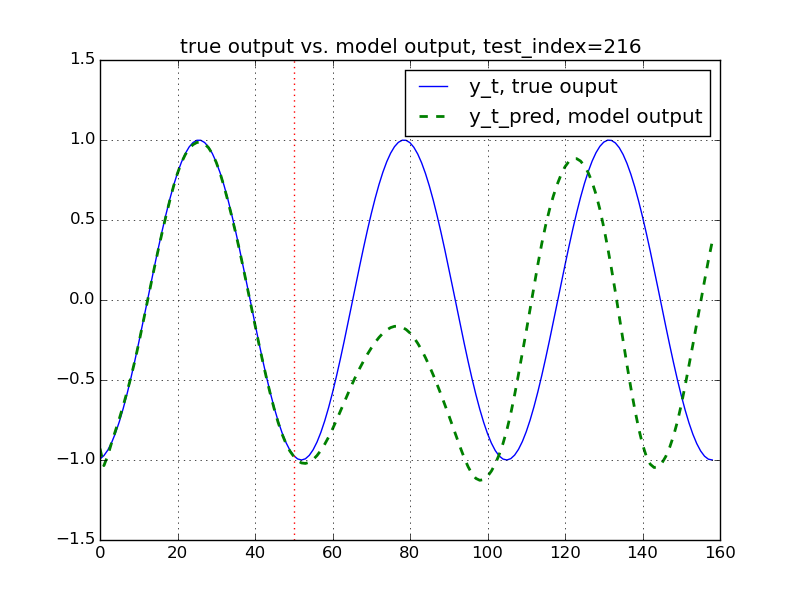 true output vs. model output, test_index=216
y_t, true ouput
y_t_pred, model output
1.5
1.0
0.5
0.0
−0.5
−1.0
−1.5
0 20 40 60 80 100 120 140 160